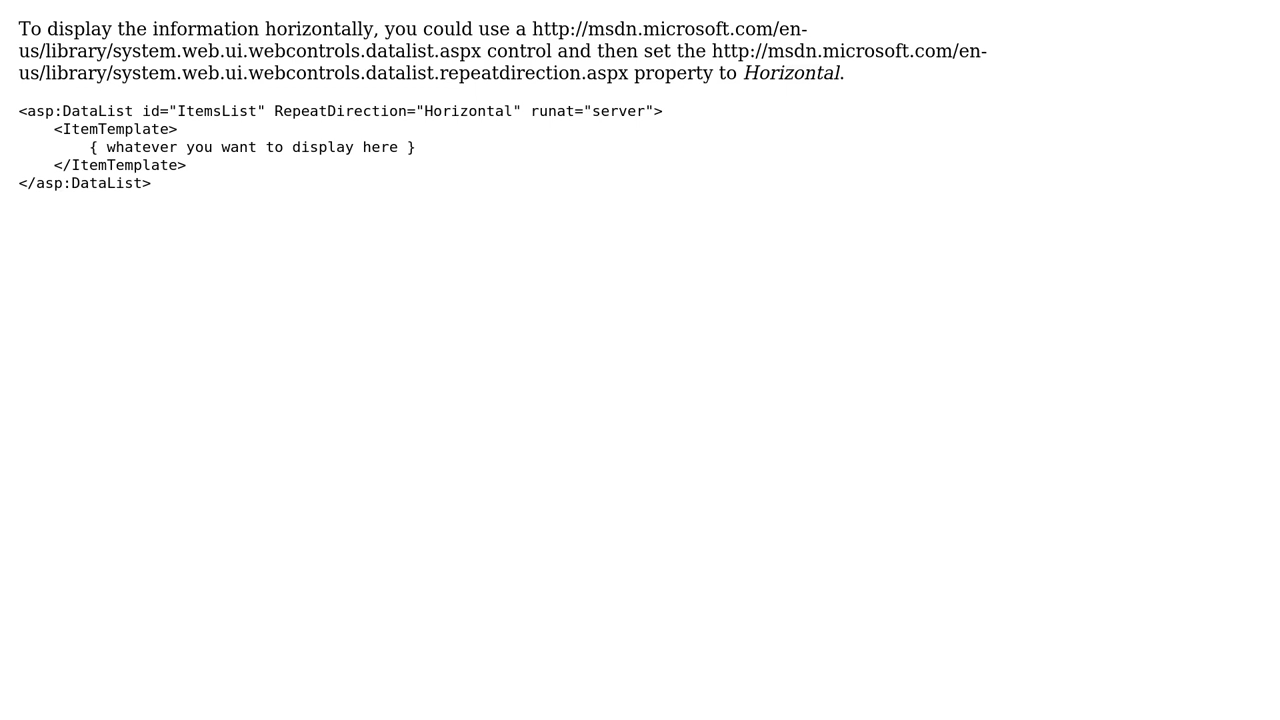 To display the information horizontally, you could use a http://msdn.microsoft.com/en-
us/library/system.web.ui.webcontrols.datalist.aspx control and then set the http://msdn.microsoft.com/en-
us/library/system.web.ui.webcontrols.datalist.repeatdirection.aspx property to Horizontal.
<asp:DataList id="ItemsList" RepeatDirection="Horizontal" runat="server">
    <ItemTemplate>
        { whatever you want to display here }
    </ItemTemplate>
</asp:DataList>